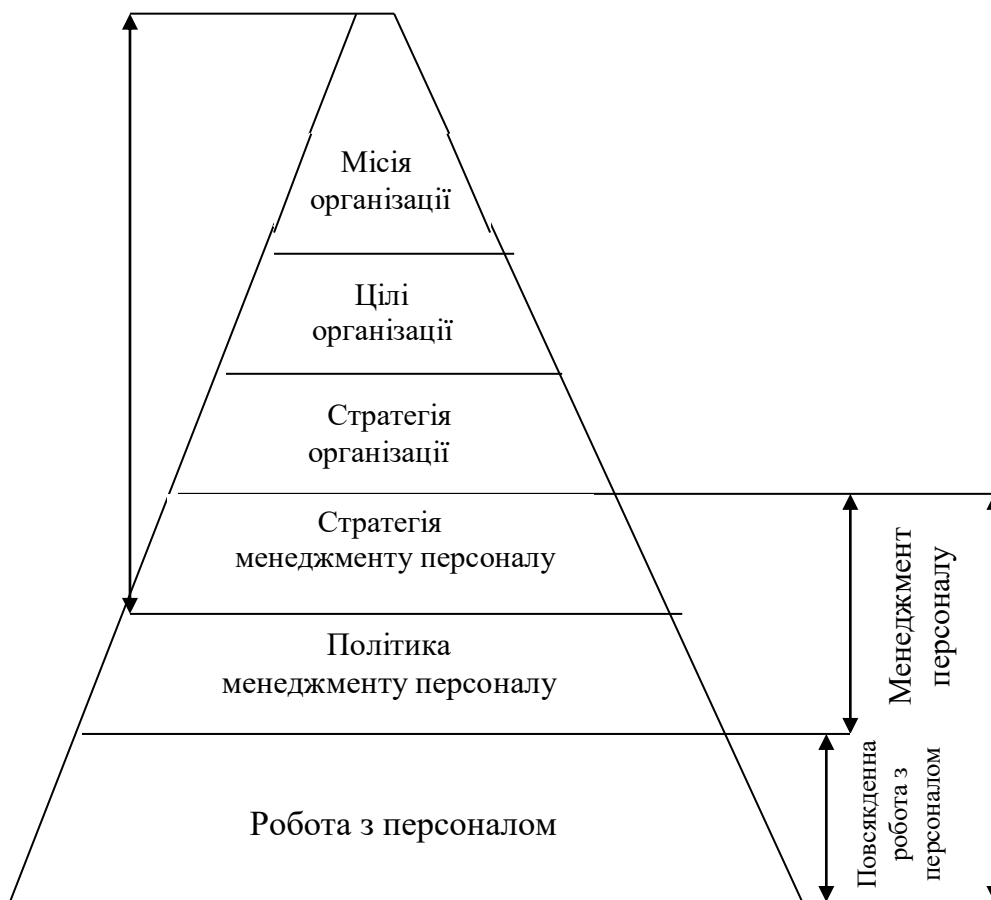 Місія
організації
Цілі
організації
Стратегія
організації
Стратегія
менеджменту персоналу
Політика
менеджменту персоналу
Робота з персоналом
Менеджмент
персоналу
Повсякденна
робота з
персоналом